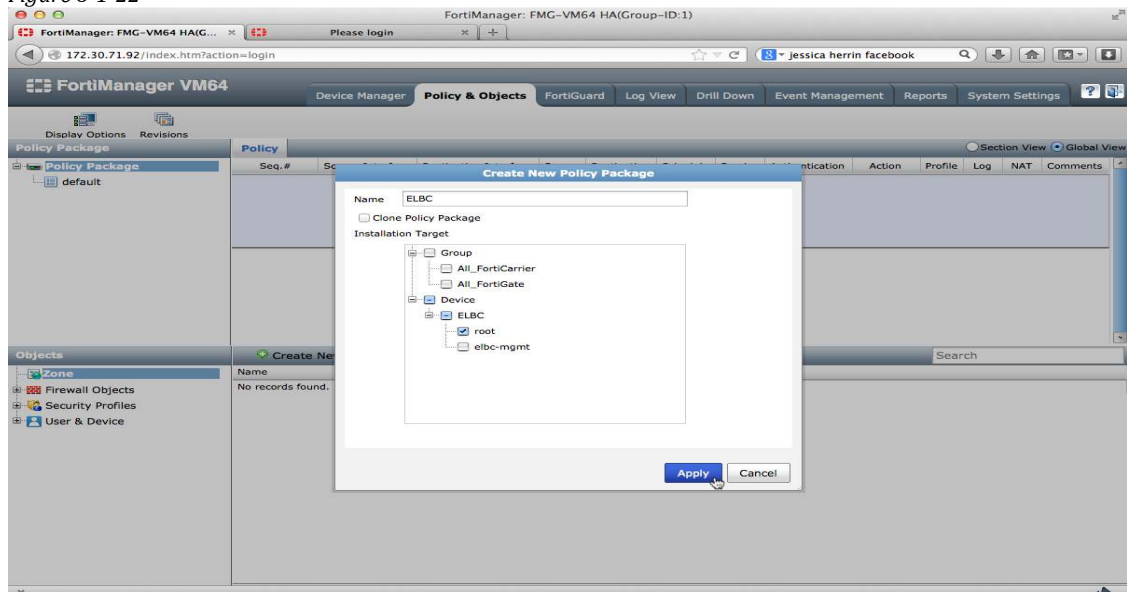 FortiManager: FMG-VM64 HA(Group-ID:1)
FortiManager: FMG-VM64 HA(G... × Please login × +
172.30.71.92/index.htm?action=login jessica herrin facebook
FortiManager VM64
Device Manager Policy & Objects FortiGuard Log View Drill Down Event Management Reports System Settings ?
Display Options Revisions
Policy Package Policy Section View Global View
Policy Package Seq.# Action Profile Log NAT Comments
default
Create New Policy Package
Name ELBC
Clone Policy Package
Installation Target
Group
All_FortiCarrier
All_FortiGate
Device
ELBC
root
elbc-mgmt
Apply Cancel
Objects Create Ne Search
Zone Name
Firewall Objects No records found.
Security Profiles
User & Device